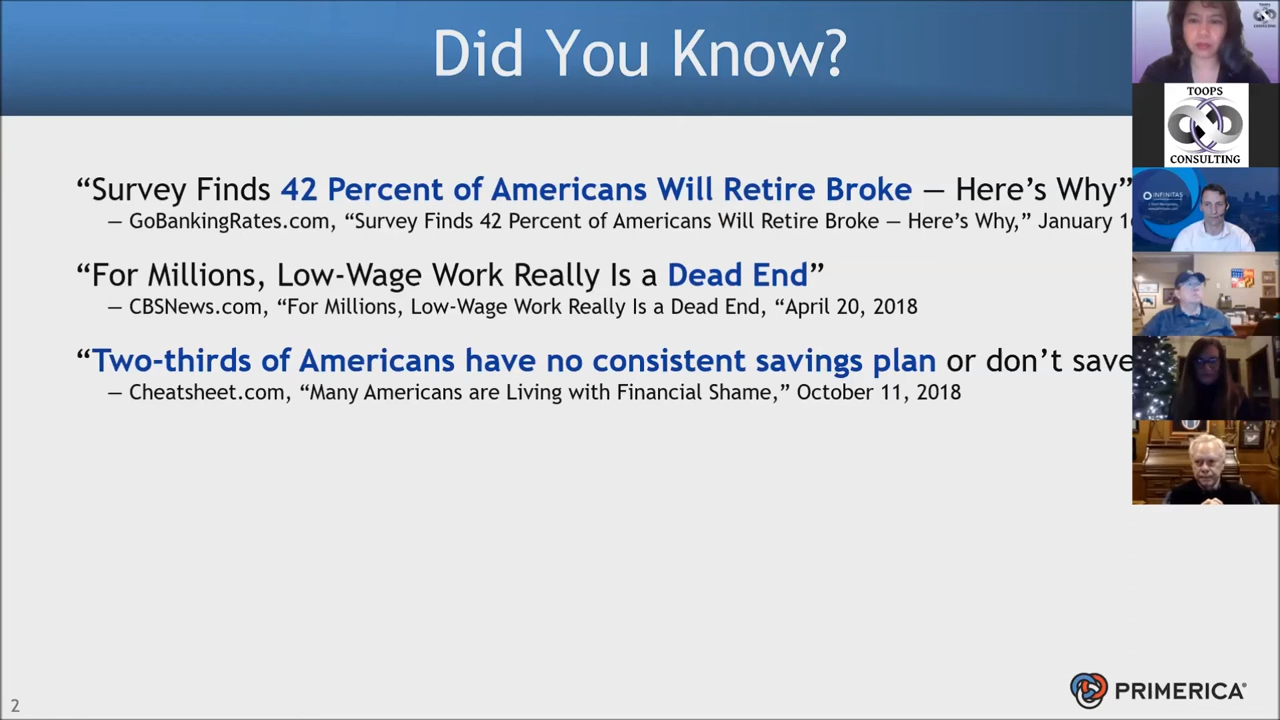 Did You Know?
“Survey Finds 42 Percent of Americans Will Retire Broke — Here’s Why”
— GoBankingRates.com, “Survey Finds 42 Percent of Americans Will Retire Broke — Here’s Why,” January
“For Millions, Low-Wage Work Really Is a Dead End”
— CBSNews.com, “For Millions, Low-Wage Work Really Is a Dead End, “April 20, 2018
“Two-thirds of Americans have no consistent savings plan or don’t save
— Cheatsheet.com, “Many Americans are Living with Financial Shame,” October 11, 2018
2
PRIMERICA®
TOOPS
CONSULTING
INFINITAS